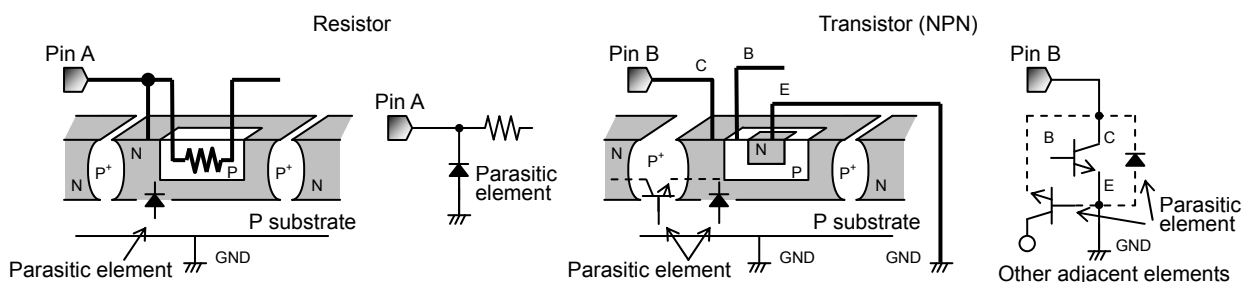 Resistor
Transistor (NPN)
Pin A
Pin A
N
P+
N
P
P+
N
Parasitic
element
P substrate
Parasitic element
GND
Pin B
C
B
E
N
P+
N
P
P+
N
P substrate
Parasitic element
GND
GND
Pin B
B
C
E
Parasitic
element
GND
Other adjacent elements